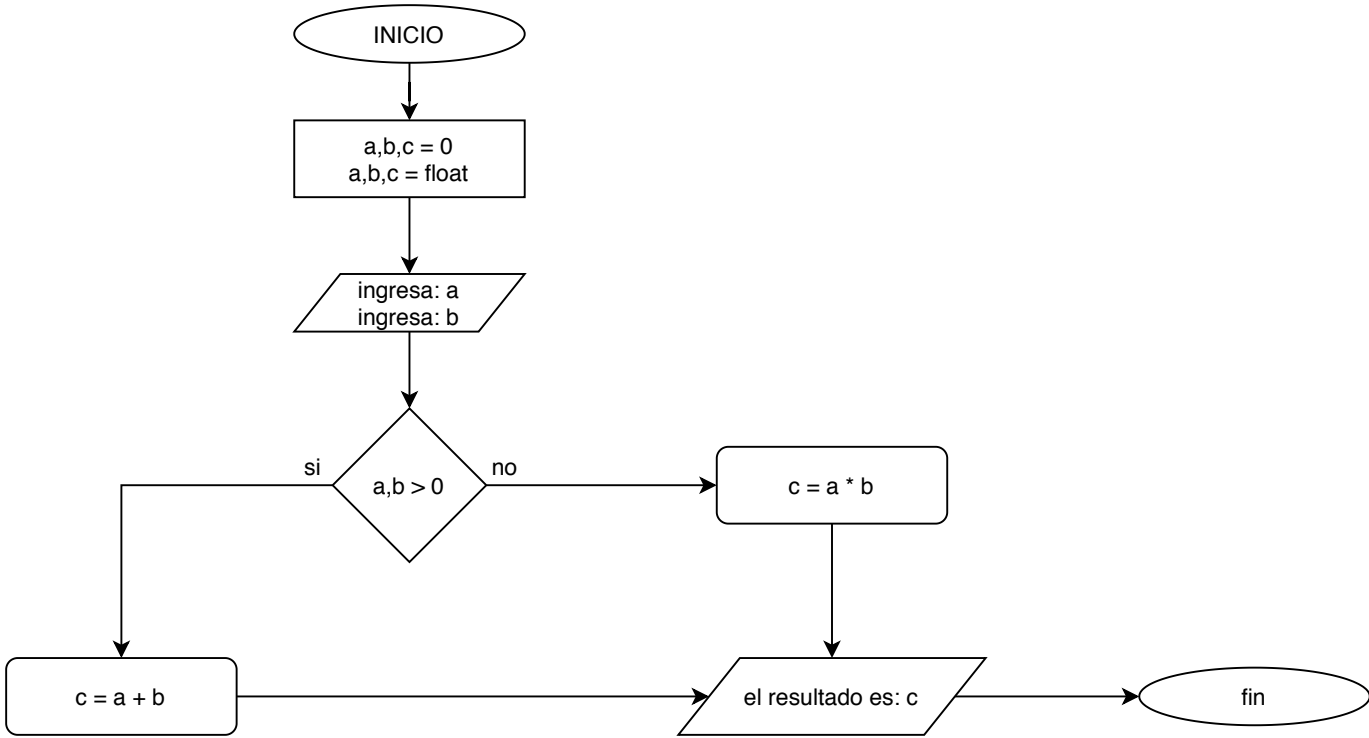 INICIO
a,b,c = 0
a,b,c = float
ingresa: a
ingresa: b
si
a,b > 0
no
c = a * b
c = a + b
el resultado es: c
fin